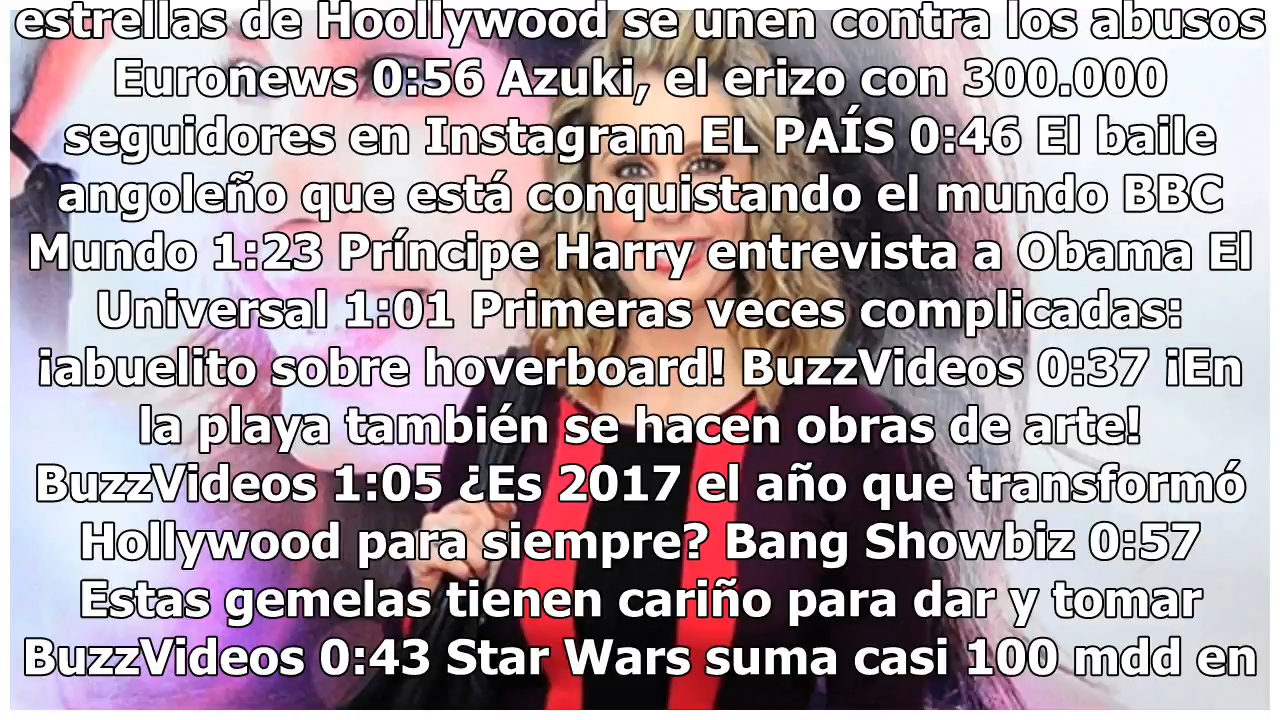 estrellas de Hoollywood se unen contra los abusos
Euronews 0:56 Azuki, el erizo con 300.000
seguidores en Instagram EL PAÍS 0:46 El baile
angoleño que está conquistando el mundo BBC
Mundo 1:23 Príncipe Harry entrevista a Obama El
Universal 1:01 Primeras veces complicadas:
¡abuelito sobre hoverboard! BuzzVideos 0:37 ¡En
la playa también se hacen obras de arte!
BuzzVideos 1:05 ¿Es 2017 el año que transformó
Hollywood para siempre? Bang Showbiz 0:57
Estas gemelas tienen cariño para dar y tomar
BuzzVideos 0:43 Star Wars suma casi 100 mdd en